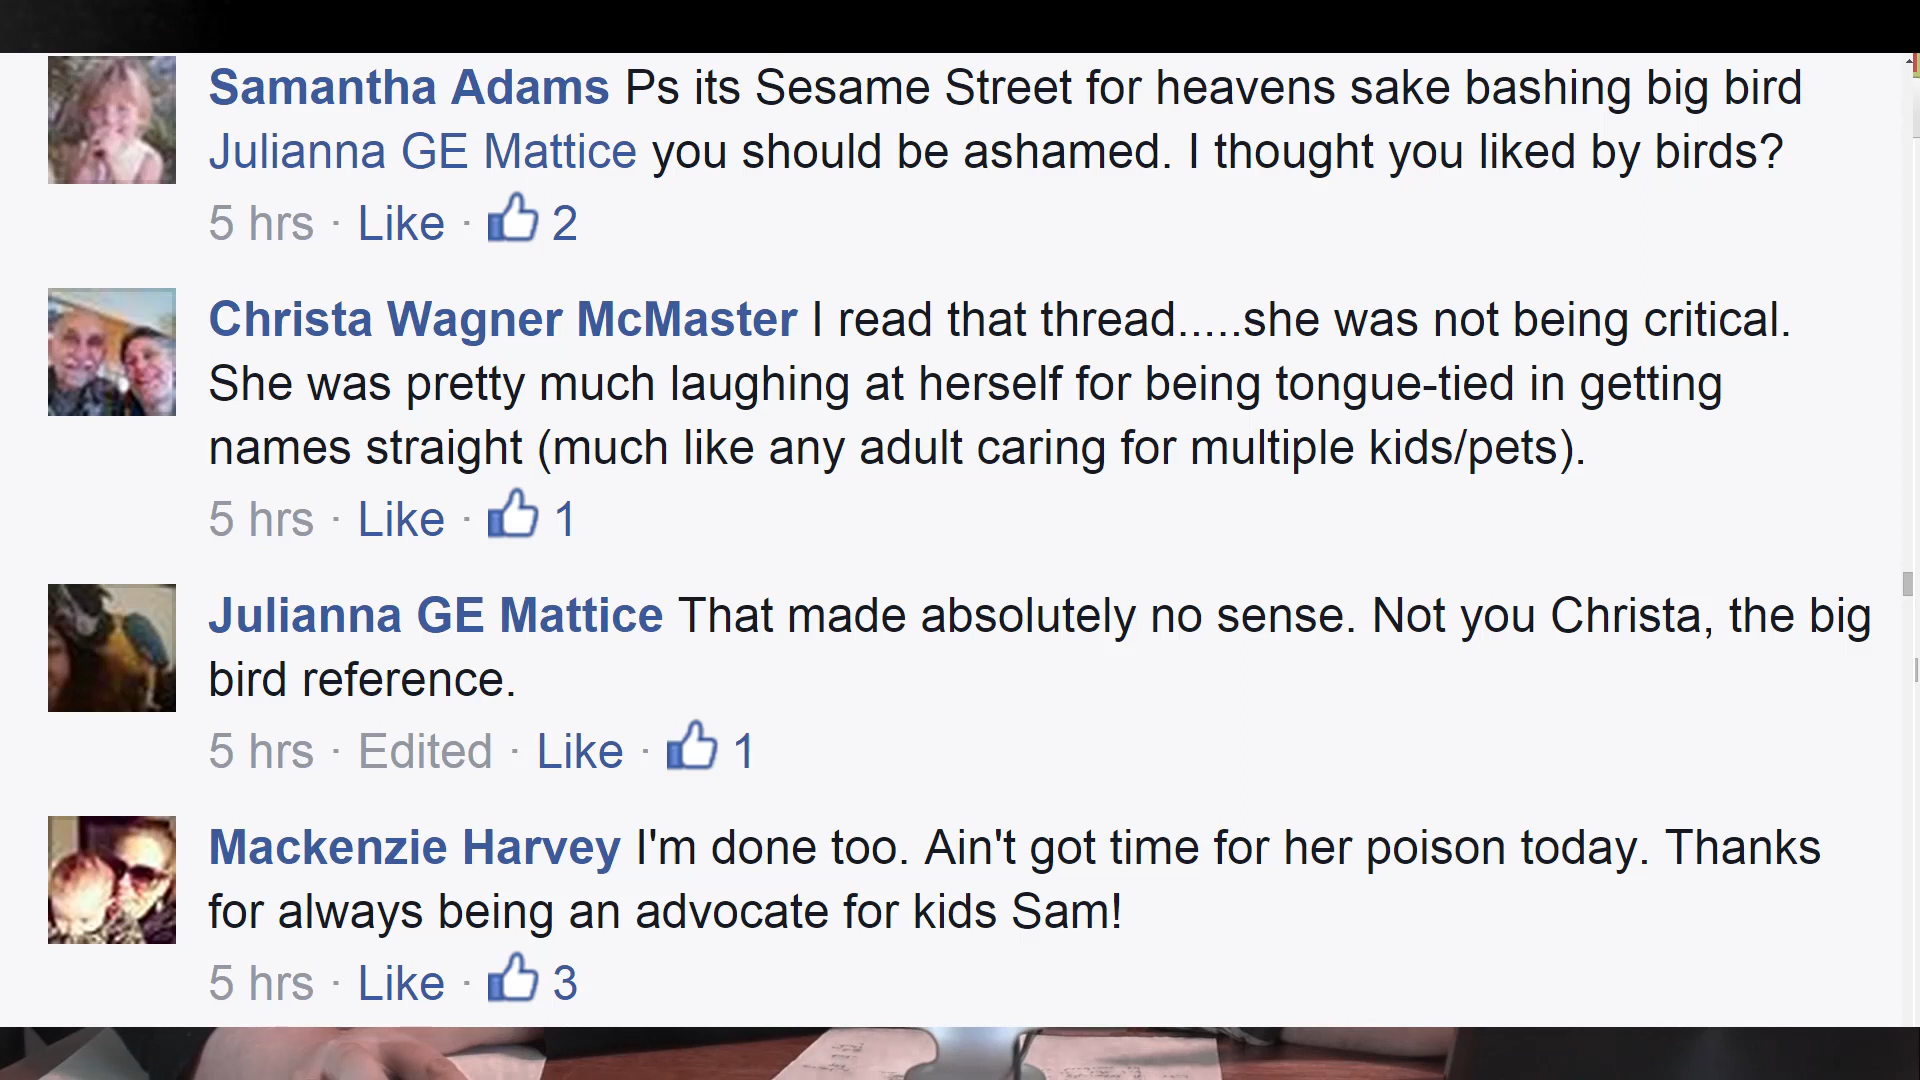 Samantha Adams Ps its Sesame Street for heavens sake bashing big bird
Julianna GE Mattice you should be ashamed. I thought you liked by birds?
5 hrs · Like · 2
Christa Wagner McMaster I read that thread.....she was not being critical.
She was pretty much laughing at herself for being tongue-tied in getting
names straight (much like any adult caring for multiple kids/pets).
5 hrs · Like · 1
Julianna GE Mattice That made absolutely no sense. Not you Christa, the big
bird reference.
5 hrs · Edited · Like · 1
Mackenzie Harvey I'm done too. Ain't got time for her poison today. Thanks
for always being an advocate for kids Sam!
5 hrs · Like · 3